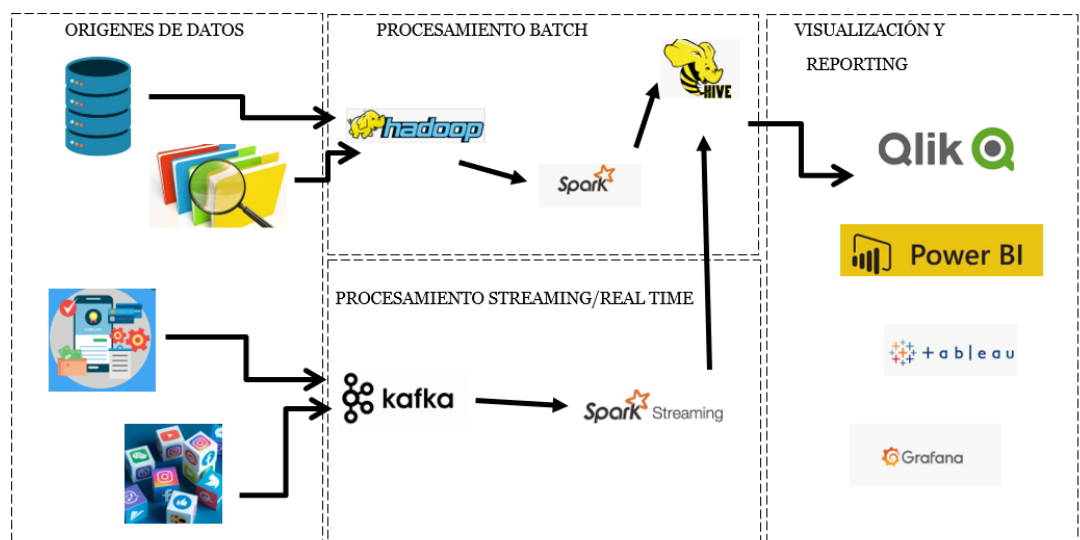 ORIGENES DE DATOS
PROCESAMIENTO BATCH
hadoop
Spark
HIVE
PROCESAMIENTO STREAMING/REAL TIME
kafka
Spark Streaming
VISUALIZACIÓN Y
REPORTING
Qlik
Power BI
+ableau
Grafana